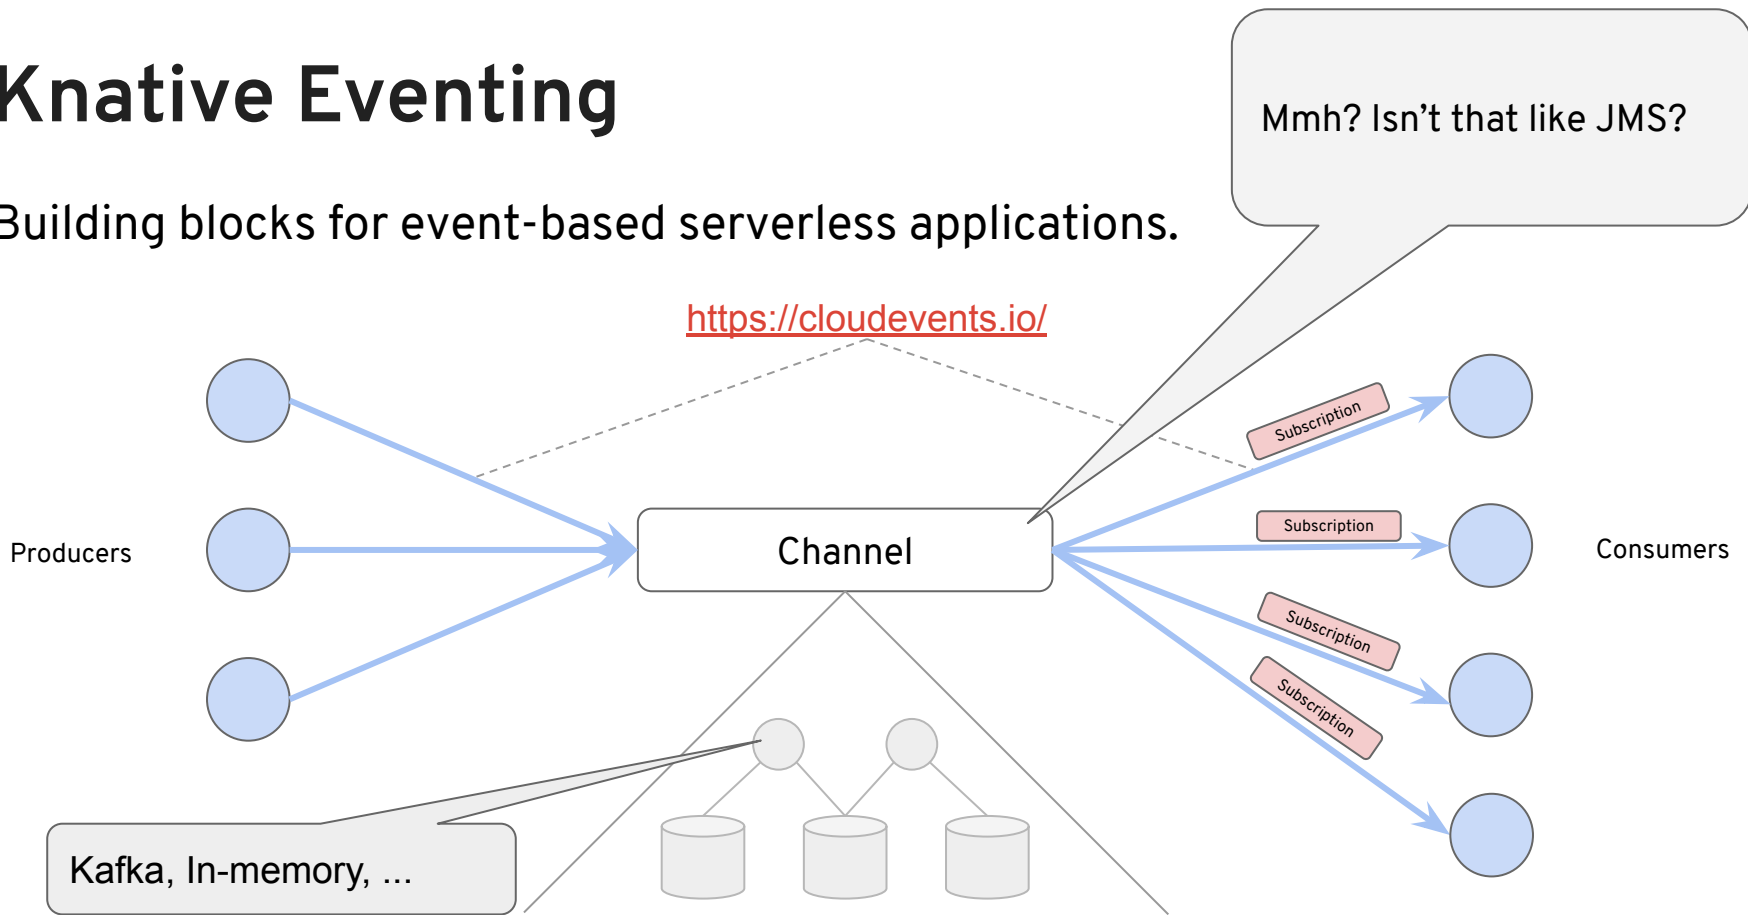 Knative Eventing
Mmh? Isn't that like JMS?
Building blocks for event-based serverless applications.
https://cloudevents.io/
Subscription
Subscription
Producers
Channel
Consumers
Subscription
Subscription
Kafka, In-memory, ...